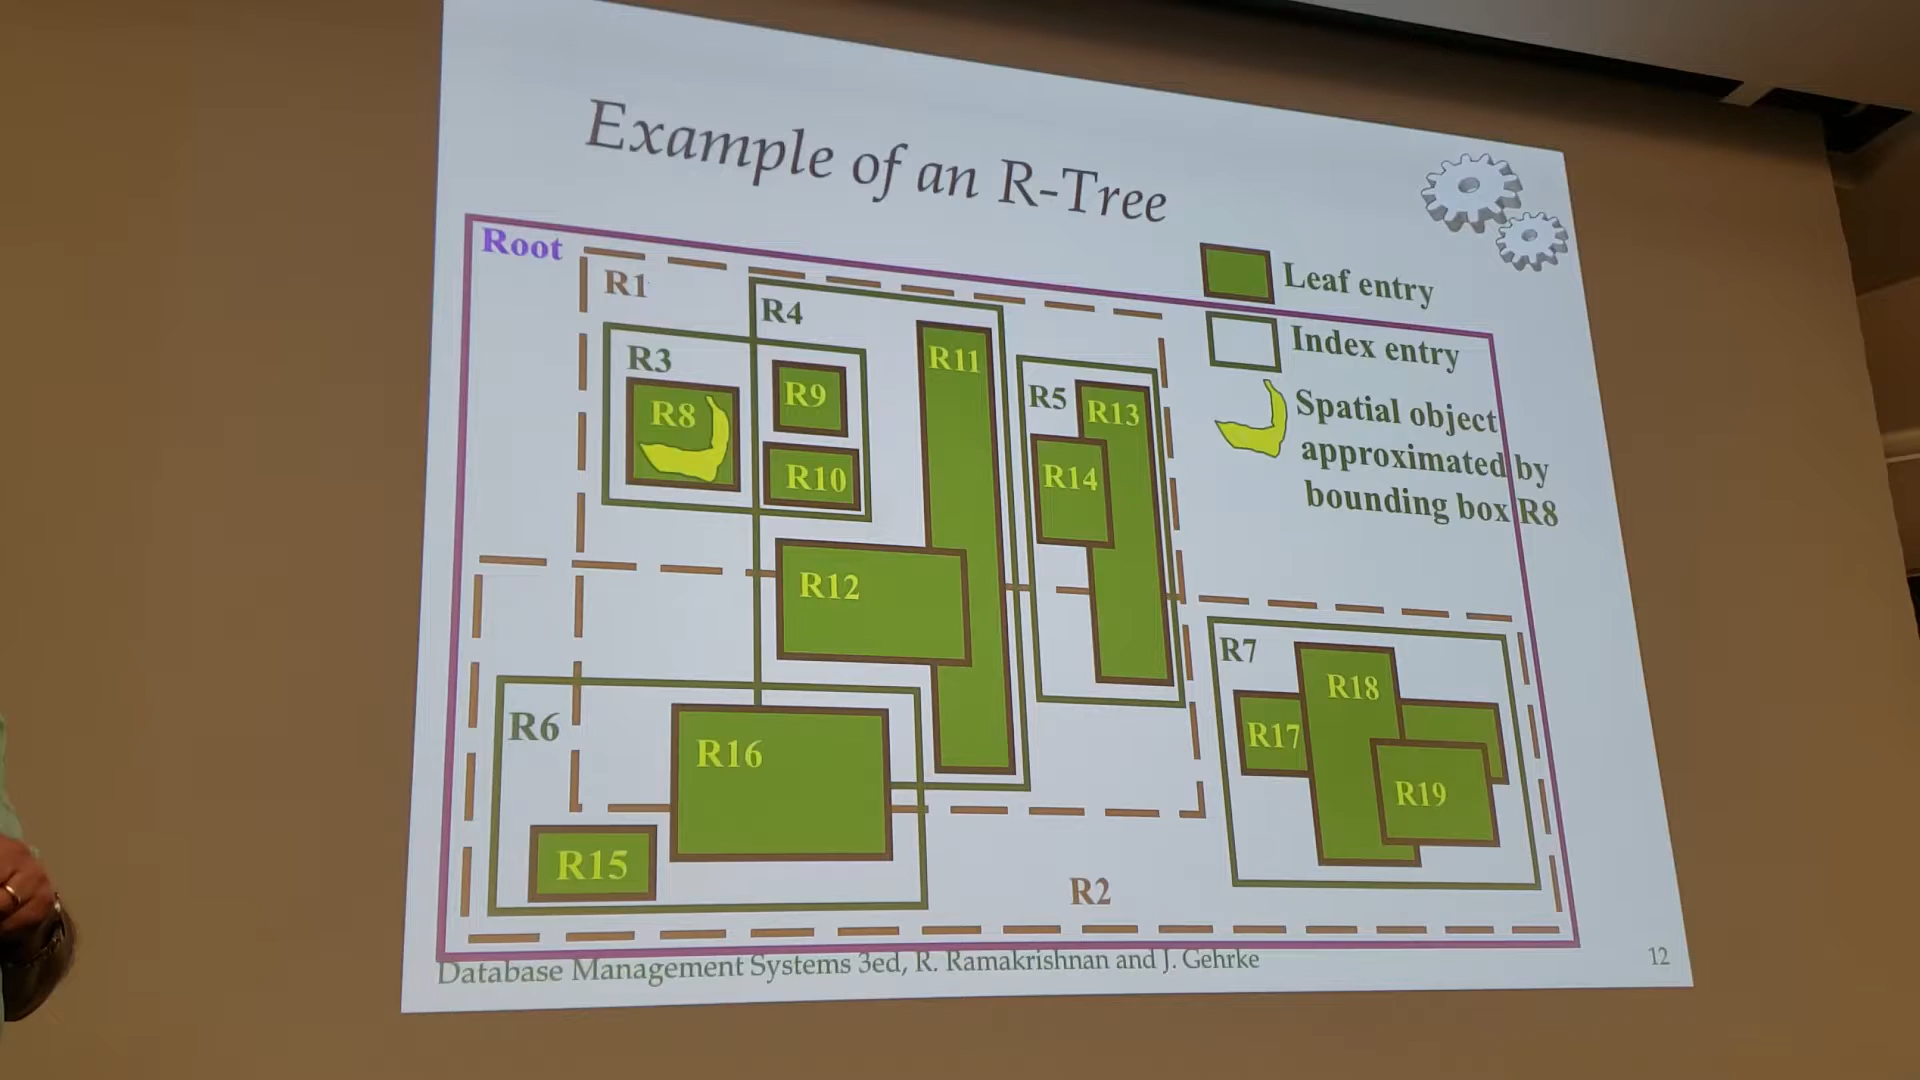 Example of an R-Tree
Root
R1
R4
R3
R8
R9
R10
R11
R5
R13
R14
R12
R6
R16
R15
R2
R7
R18
R17
R19
Leaf entry
Index entry
Spatial object
approximated by
bounding box R8
Database Management Systems 3ed, R. Ramakrishnan and J. Gehrke
12